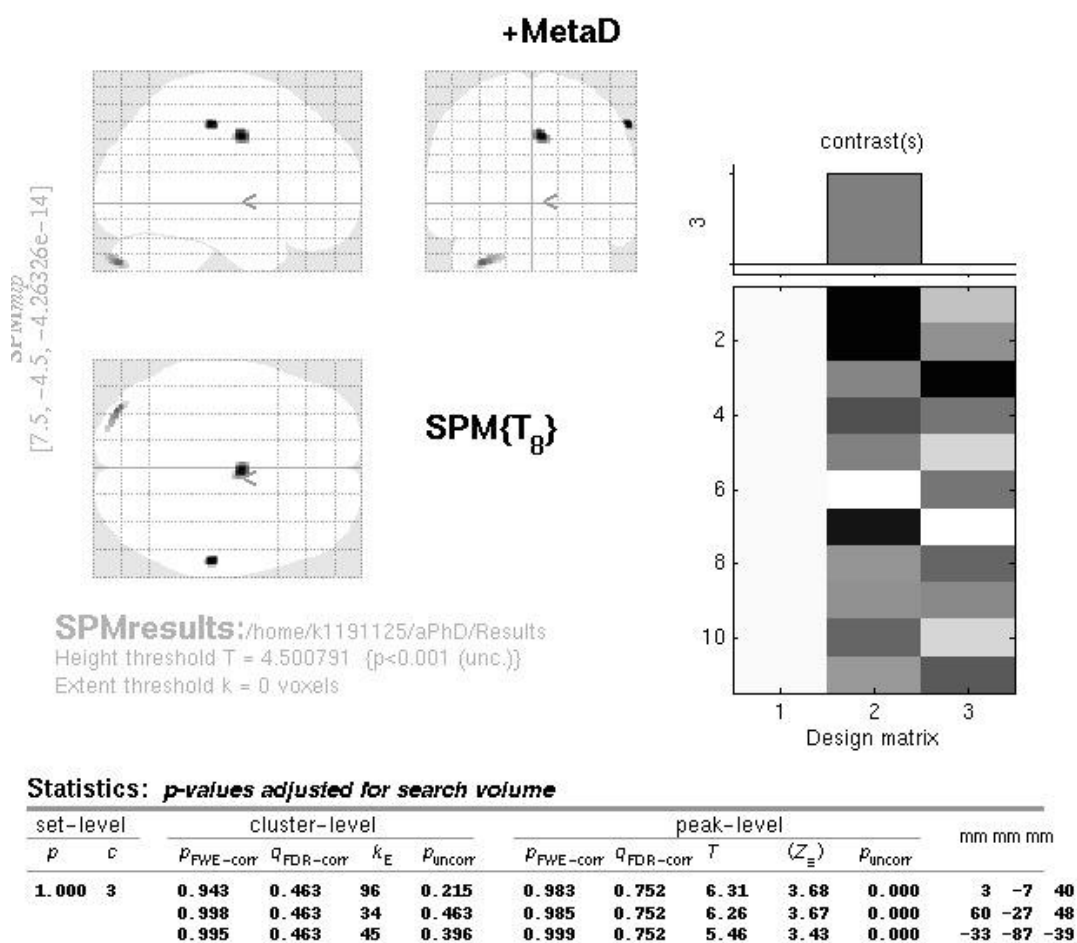 +MetaD
SPMmip
[7.5, −4.5, −4.26326e−14]
<
<
<
SPM{T8}
contrast(s)
3
2
4
6
8
10
1 2 3
Design matrix
SPMresults: /home/k1191125/aPhD/Results
Height threshold T = 4.500791 {p<0.001 (unc.)}
Extent threshold k = 0 voxels
Statistics: p-values adjusted for search volume
set-level cluster-level peak-level mm mm mm
p c pFWE-corr qFDR-corr kE puncorr pFWE-corr qFDR-corr T (Z≡) puncorr
1.000 3 0.943 0.463 96 0.215 0.983 0.752 6.31 3.68 0.000 3 −7 40
0.998 0.463 34 0.463 0.985 0.752 6.26 3.67 0.000 60 −27 48
0.995 0.463 45 0.396 0.999 0.752 5.46 3.43 0.000 −33 −87 −39